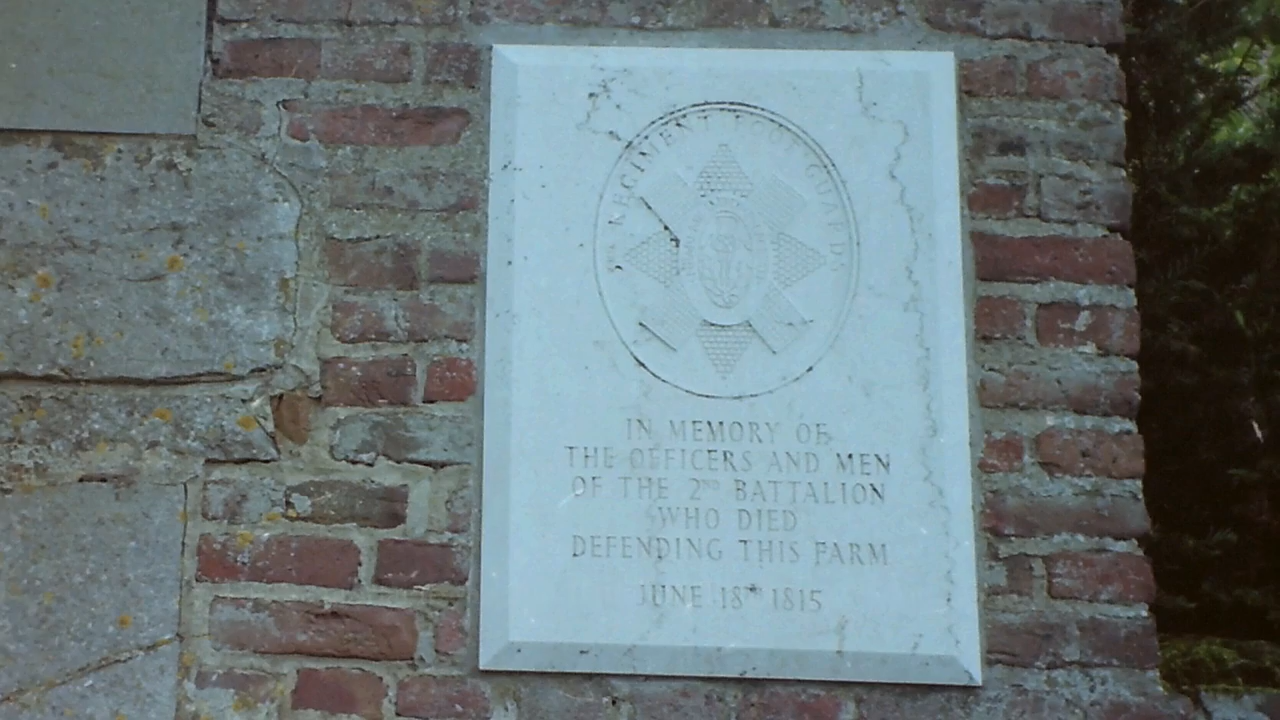 3RD REGIMENT FOOT GUARDS
IN MEMORY OF
THE OFFICERS AND MEN
OF THE 2ND BATTALION
WHO DIED
DEFENDING THIS FARM
JUNE 18TH 1815